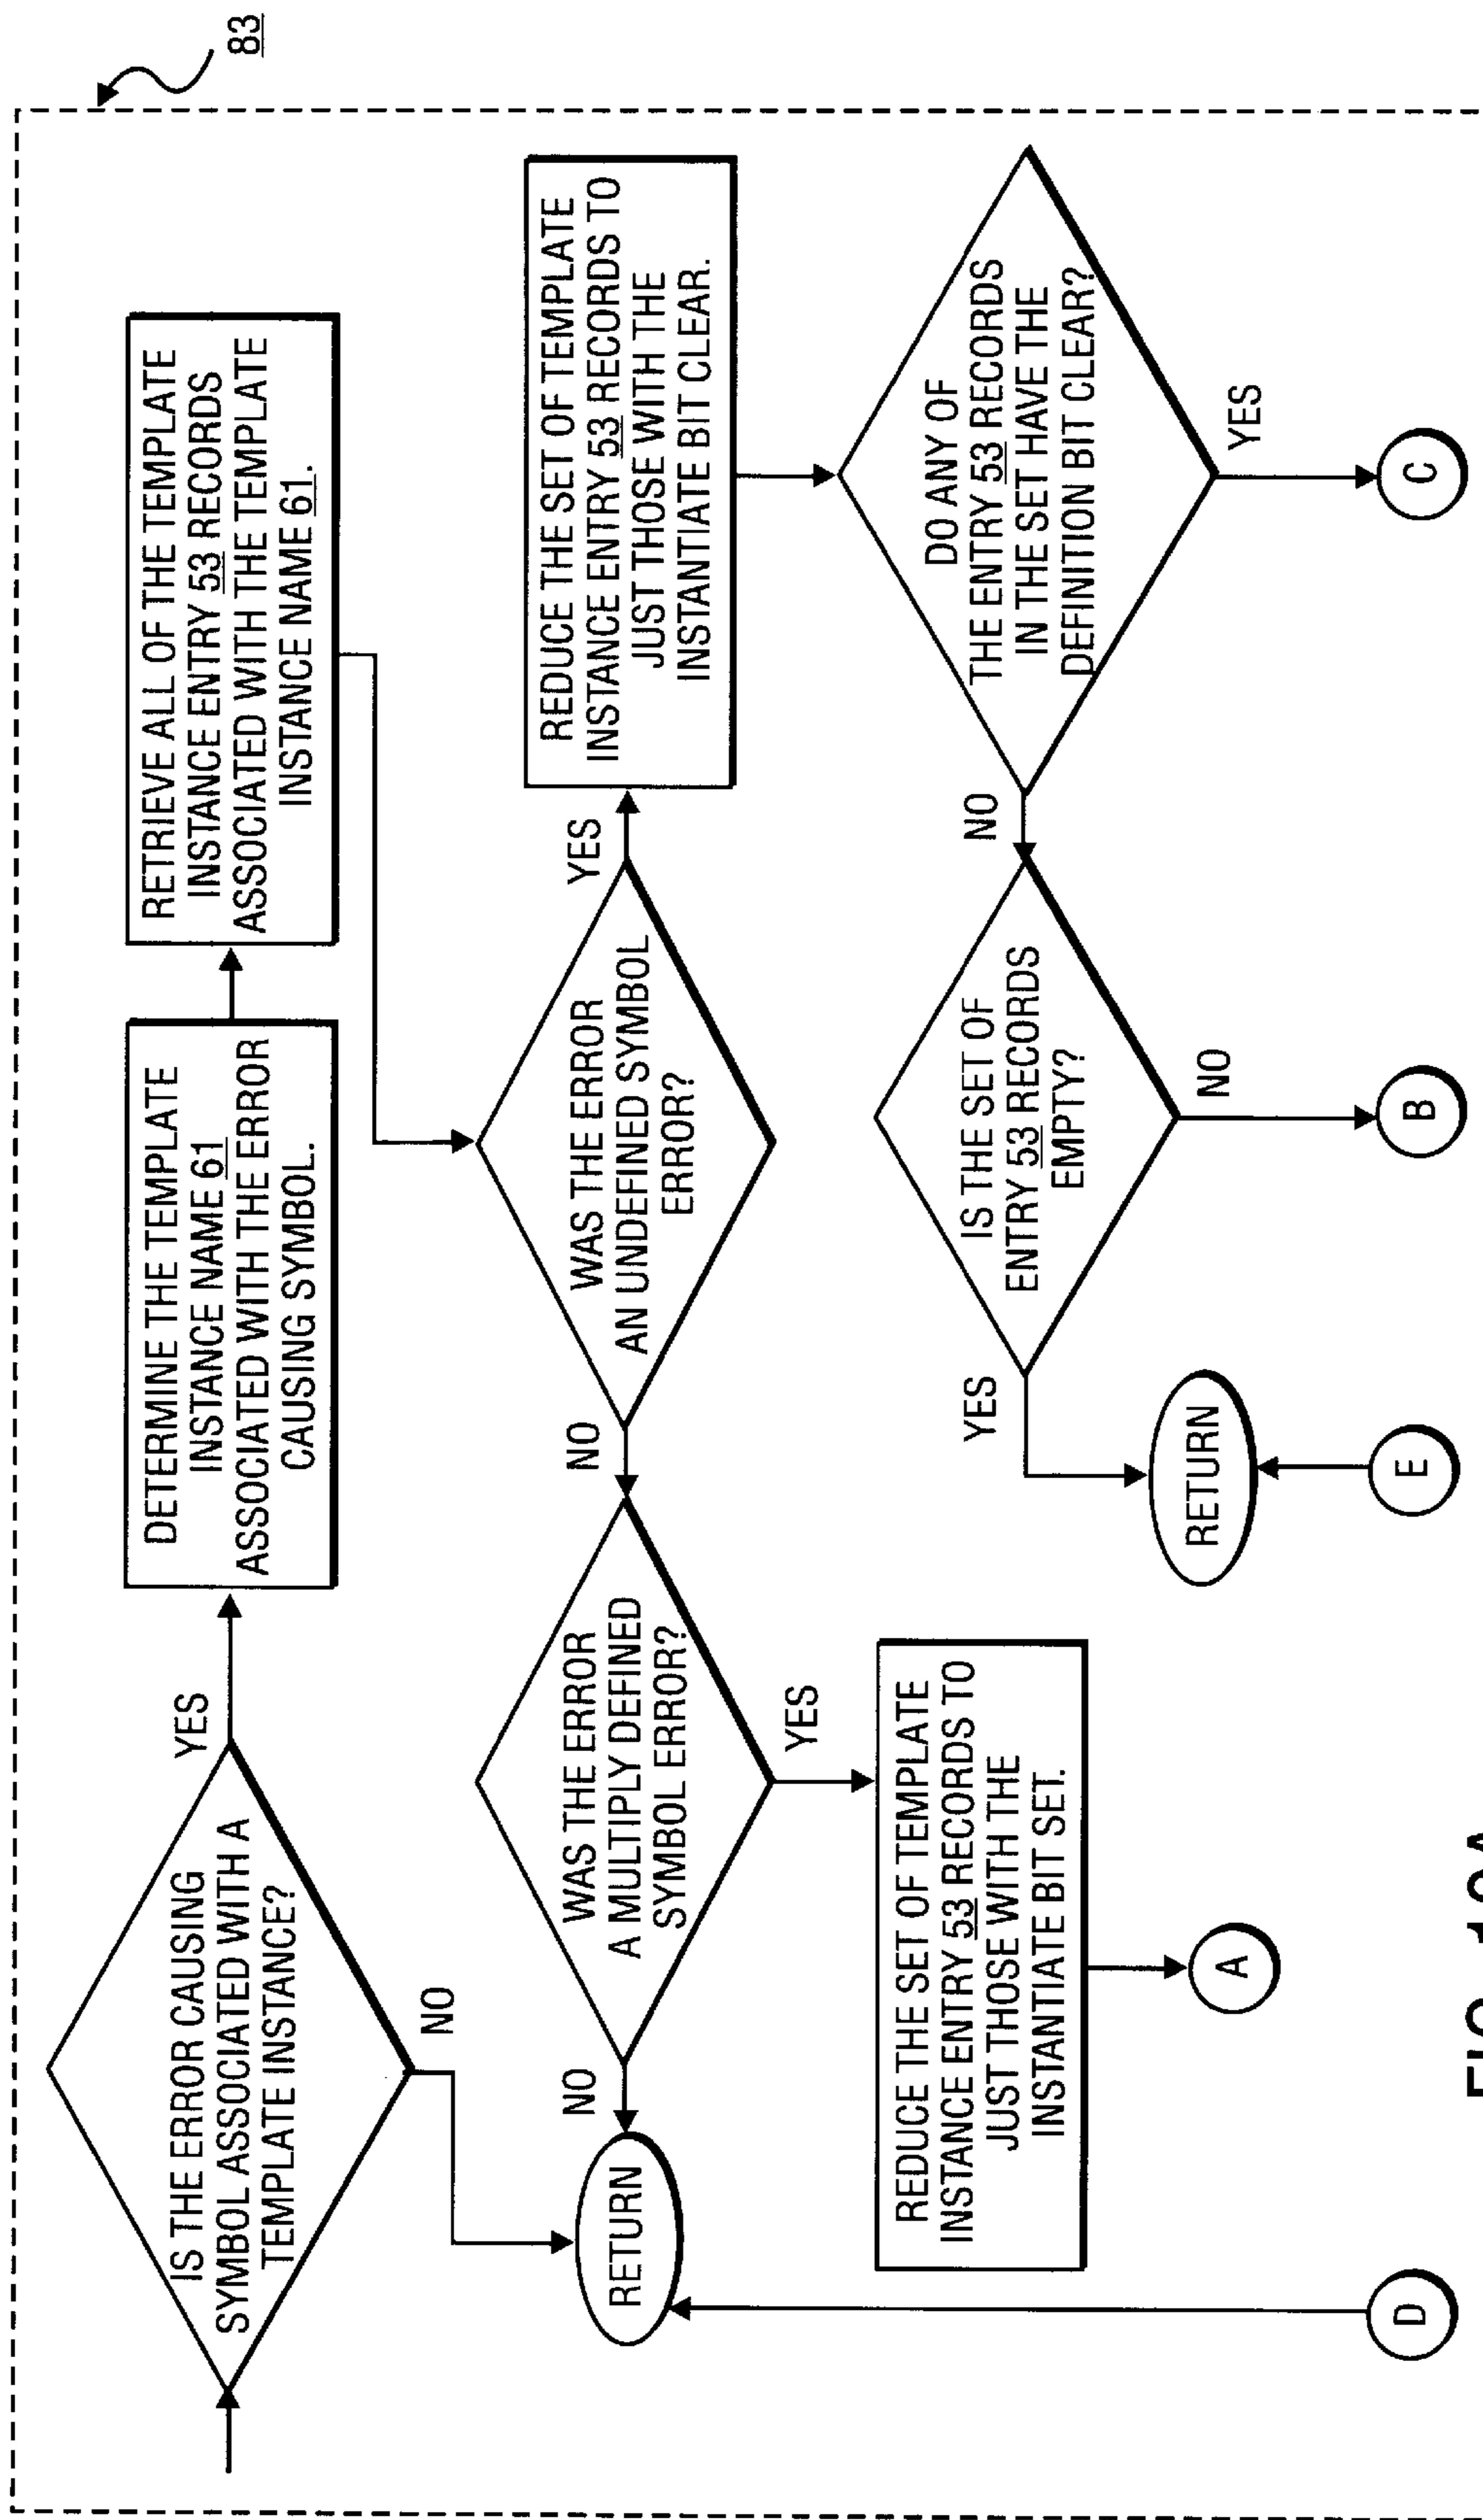 83
IS THE ERROR CAUSING
SYMBOL ASSOCIATED WITH A
TEMPLATE INSTANCE?
YES
NO
DETERMINE THE TEMPLATE
INSTANCE NAME 61
ASSOCIATED WITH THE ERROR
CAUSING SYMBOL.
RETRIEVE ALL OF THE TEMPLATE
INSTANCE ENTRY 53 RECORDS
ASSOCIATED WITH THE TEMPLATE
INSTANCE NAME 61.
RETURN
NO
WAS THE ERROR
A MULTIPLY DEFINED
SYMBOL ERROR?
YES
NO
WAS THE ERROR
AN UNDEFINED SYMBOL
ERROR?
YES
REDUCE THE SET OF TEMPLATE
INSTANCE ENTRY 53 RECORDS TO
JUST THOSE WITH THE
INSTANTIATE BIT CLEAR.
REDUCE THE SET OF TEMPLATE
INSTANCE ENTRY 53 RECORDS TO
JUST THOSE WITH THE
INSTANTIATE BIT SET.
YES
IS THE SET OF
ENTRY 53 RECORDS
EMPTY?
NO
NO
DO ANY OF
THE ENTRY 53 RECORDS
IN THE SET HAVE THE
DEFINITION BIT CLEAR?
YES
RETURN
A
D
E
B
C